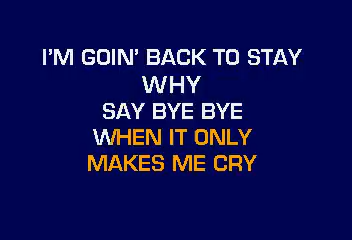 I'M GOIN' BACK TO STAY
WHY
SAY BYE BYE
WHEN IT ONLY
MAKES ME CRY